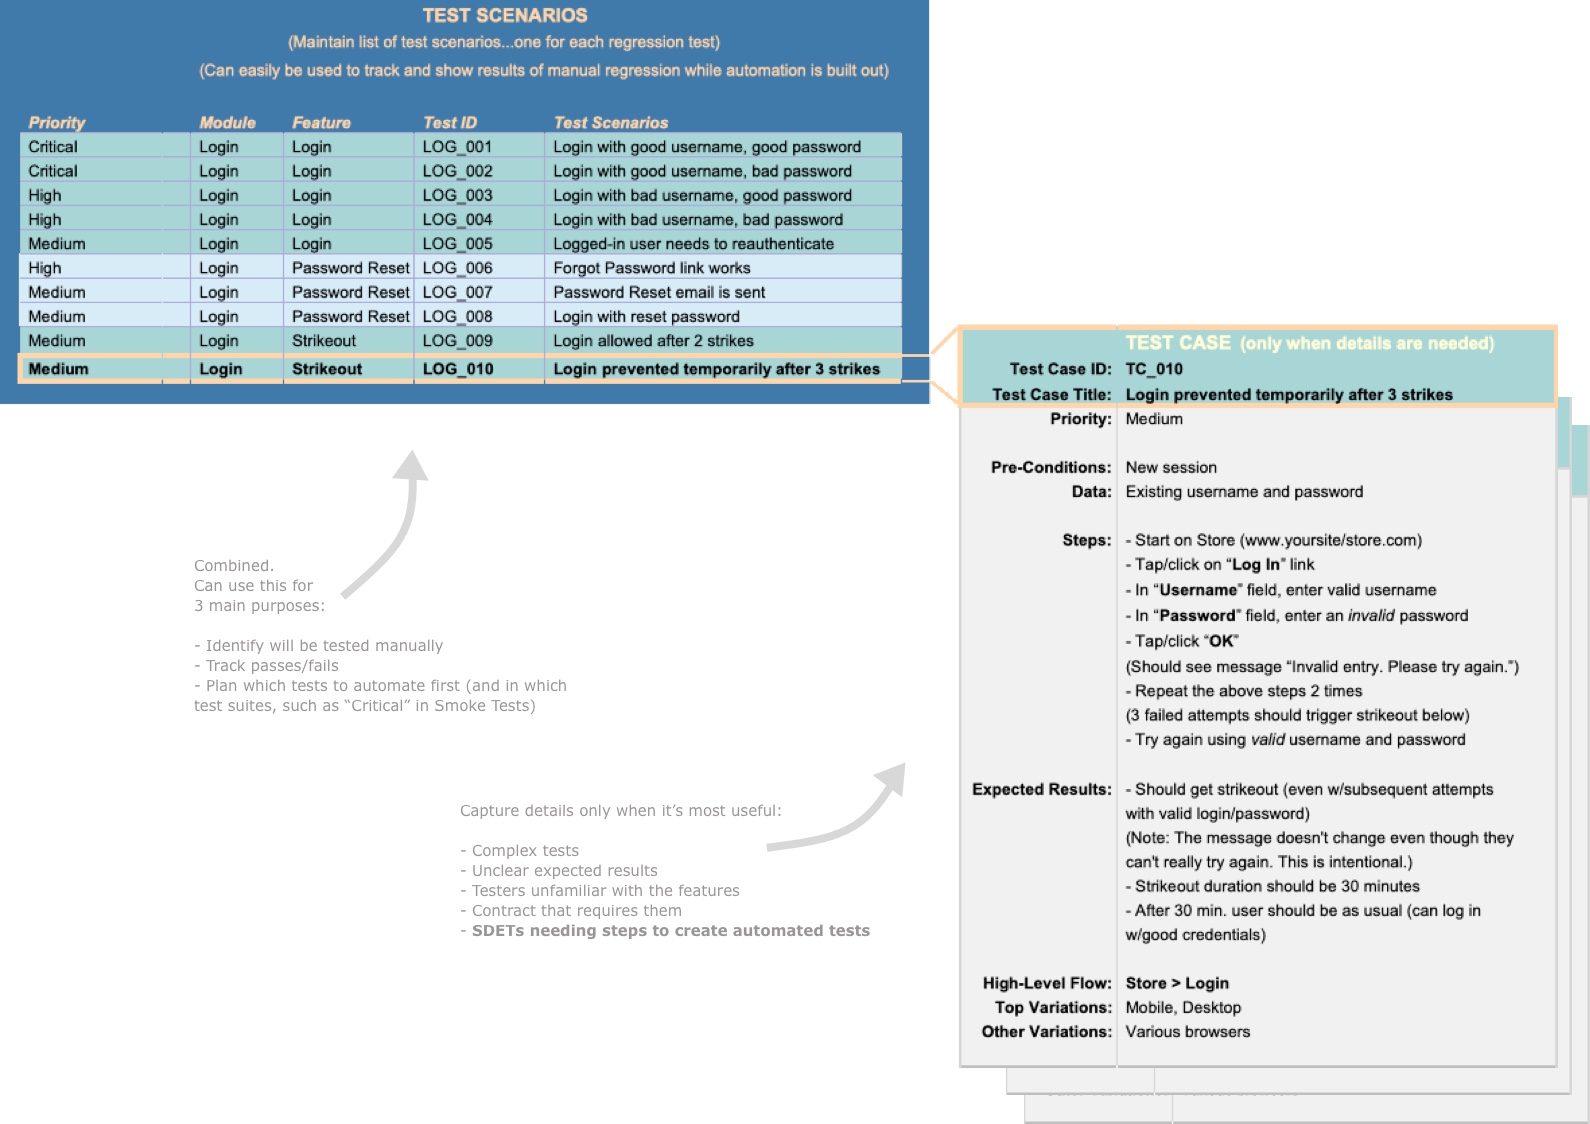 TEST SCENARIOS
(Maintain list of test scenarios...one for each regression test)
(Can easily be used to track and show results of manual regression while automation is built out)
Priority Module Feature Test ID Test Scenarios
Critical Login Login LOG_001 Login with good username, good password
Critical Login Login LOG_002 Login with good username, bad password
High Login Login LOG_003 Login with bad username, good password
High Login Login LOG_004 Login with bad username, bad password
Medium Login Login LOG_005 Logged-in user needs to reauthenticate
High Login Password Reset LOG_006 Forgot Password link works
Medium Login Password Reset LOG_007 Password Reset email is sent
Medium Login Password Reset LOG_008 Login with reset password
Medium Login Strikeout LOG_009 Login allowed after 2 strikes
Medium Login Strikeout LOG_010 Login prevented temporarily after 3 strikes
Combined.
Can use this for
3 main purposes:
- Identify will be tested manually
- Track passes/fails
- Plan which tests to automate first (and in which
test suites, such as “Critical” in Smoke Tests)
Capture details only when it’s most useful:
- Complex tests
- Unclear expected results
- Testers unfamiliar with the features
- Contract that requires them
- SDETs needing steps to create automated tests
TEST CASE (only when details are needed)
Test Case ID: TC_010
Test Case Title: Login prevented temporarily after 3 strikes
Priority: Medium
Pre-Conditions: New session
Data: Existing username and password
Steps: - Start on Store (www.yoursite/store.com)
- Tap/click on “Log In” link
- In “Username” field, enter valid username
- In “Password” field, enter an invalid password
- Tap/click “OK”
(Should see message “Invalid entry. Please try again.”)
- Repeat the above steps 2 times
(3 failed attempts should trigger strikeout below)
- Try again using valid username and password
Expected Results: - Should get strikeout (even w/subsequent attempts
with valid login/password)
(Note: The message doesn't change even though they
can't really try again. This is intentional.)
- Strikeout duration should be 30 minutes
- After 30 min. user should be as usual (can log in
w/good credentials)
High-Level Flow: Store > Login
Top Variations: Mobile, Desktop
Other Variations: Various browsers